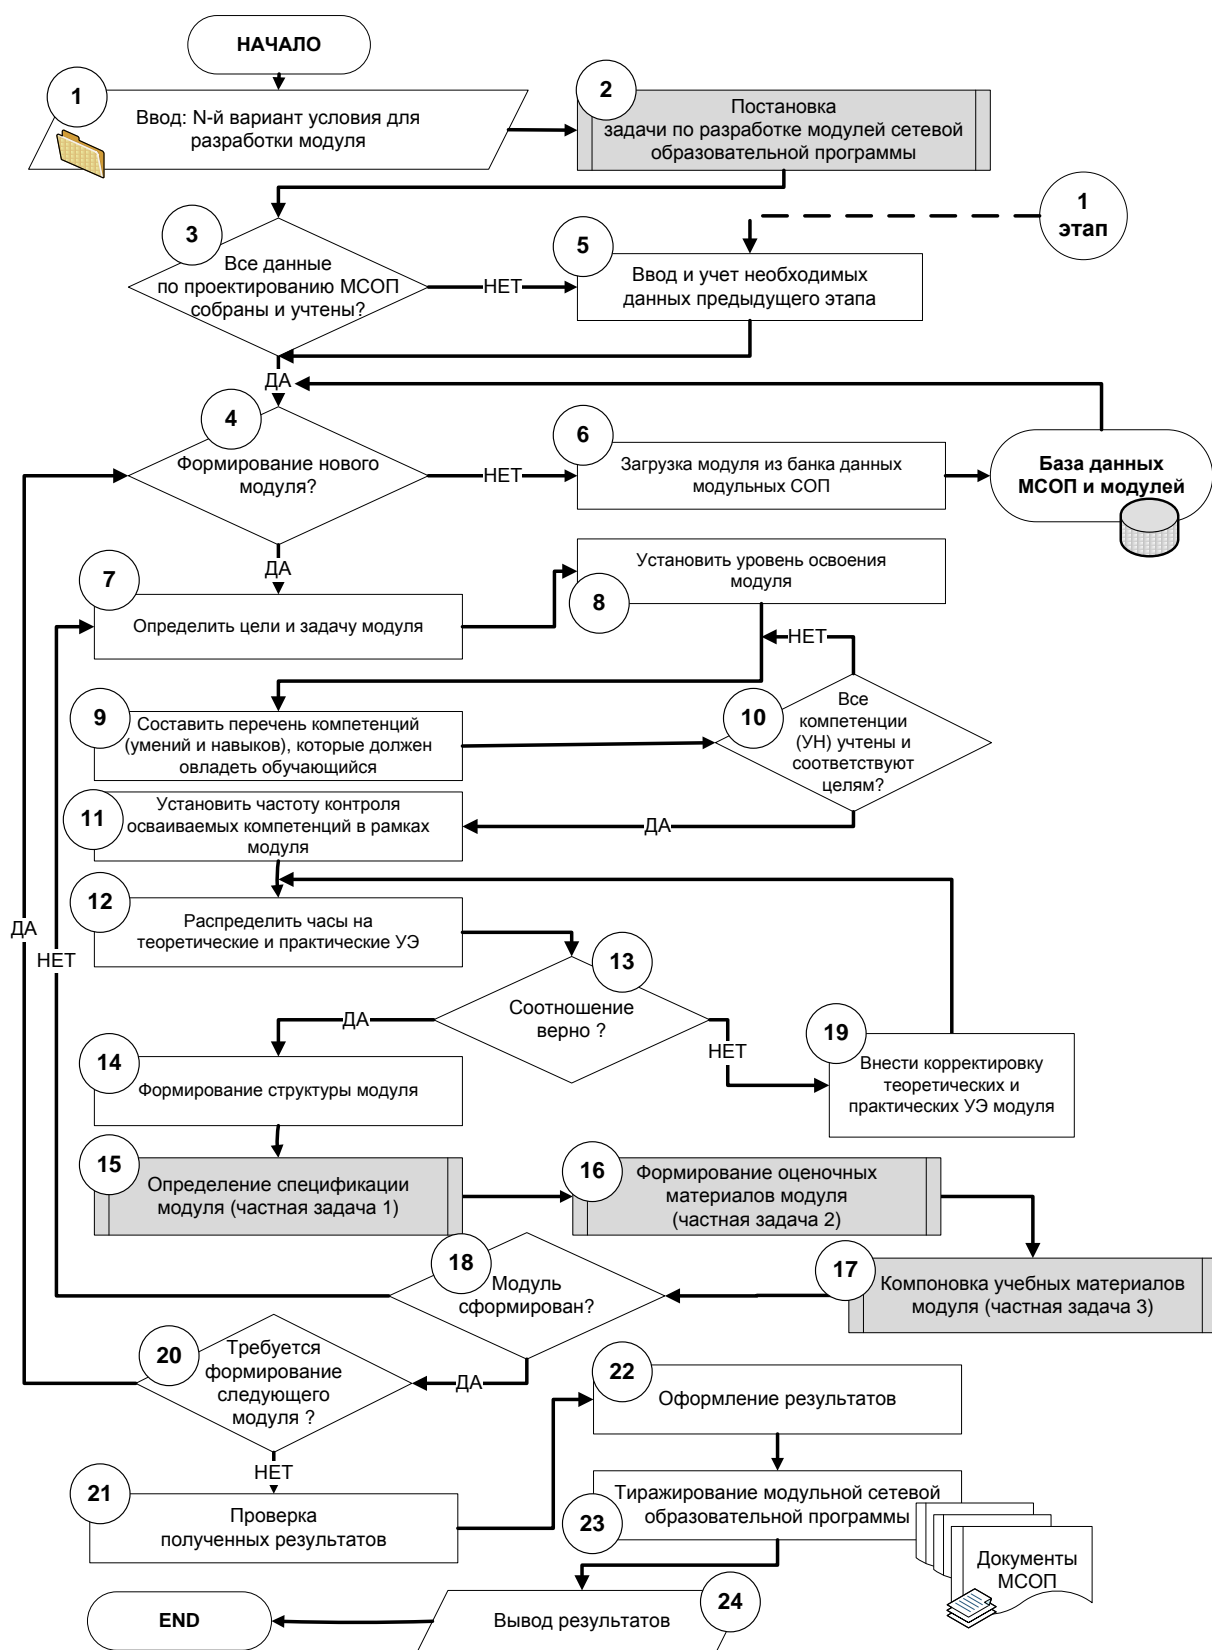 НАЧАЛО
1
Ввод: N-й вариант условия для
разработки модуля
2
Постановка
задачи по разработке модулей сетевой
образовательной программы
1
этап
3
Все данные
по проектированию МСОП
собраны и учтены?
НЕТ
5
Ввод и учет необходимых
данных предыдущего этапа
ДА
4
Формирование нового
модуля?
НЕТ
6
Загрузка модуля из банка данных
модульных СОП
База данных
МСОП и модулей
ДА
7
Определить цели и задачу модуля
Установить уровень освоения
модуля
8
НЕТ
9
Составить перечень компетенций
(умений и навыков), которые должен
овладеть обучающийся
10
Все
компетенции
(УН) учтены и
соответствуют
целям?
11
Установить частоту контроля
осваиваемых компетенций в рамках
модуля
ДА
12
Распределить часы на
теоретические и практические УЭ
ДА
НЕТ
13
Соотношение
верно ?
ДА
НЕТ
14
Формирование структуры модуля
19
Внести корректировку
теоретических и
практических УЭ модуля
15
Определение спецификации
модуля (частная задача 1)
16
Формирование оценочных
материалов модуля
(частная задача 2)
17
Компоновка учебных материалов
модуля (частная задача 3)
18
Модуль
сформирован?
20
Требуется
формирование
следующего
модуля ?
ДА
22
Оформление результатов
НЕТ
21
Проверка
полученных результатов
23
Тиражирование модульной сетевой
образовательной программы
Документы
МСОП
24
Вывод результатов
END